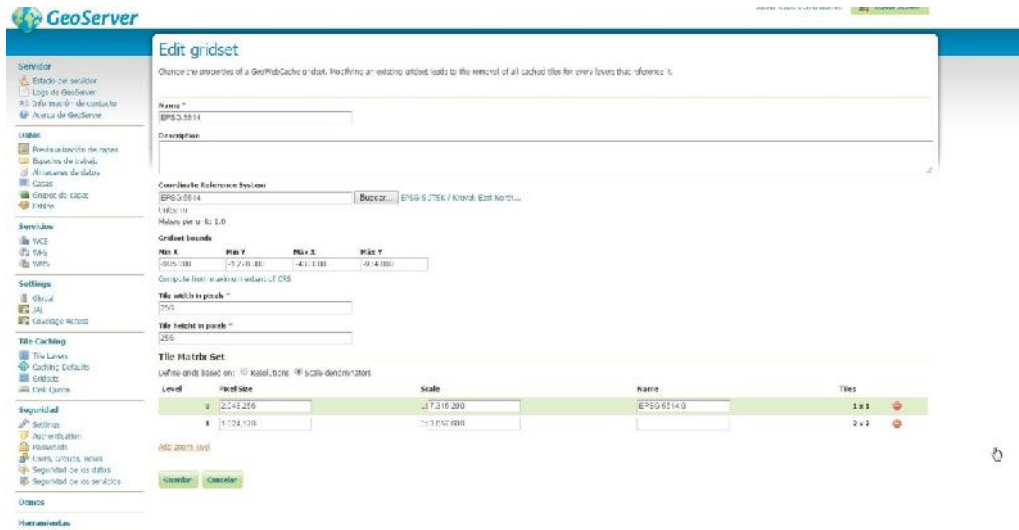 GeoServer
Edit gridset
Change the properties of a GeoWebCache gridset. Modifying an existing gridset leads to the removal of all cached tiles for every layers that reference it.
Servidor
Estado del servidor
Logs de GeoServer
Información de contacto
Acerca de GeoServer
Datos
Previsualización de capas
Espacios de trabajo
Almacenes de datos
Capas
Grupos de capas
Estilos
Servicios
WCS
WFS
WMS
Settings
Global
JAI
Coverage Access
Tile Caching
Tile Layers
Caching Defaults
Gridsets
Disk Quota
Seguridad
Settings
Authentication
Passwords
Users, Groups, Roles
Seguridad de los datos
Seguridad de los servicios
Demos
Herramientas
Name *
EPSG:5514
Description
Coordinate Reference System
EPSG:5514
Buscar...
EPSG:S-JTSK / Krovak East North...
Units: m
Meters per unit: 1.0
Gridset bounds
Min X Min Y Máx X Máx Y
Compute from maximum extent of CRS
Tile width in pixels *
256
Tile height in pixels *
256
Tile Matrix Set
Define grids based on: Resolutions Scale denominators
Level Pixel Size Scale Name Tiles
0 EPSG:5514:0 1 x 1
1 2 x 2
Add zoom level
Guardar Cancelar